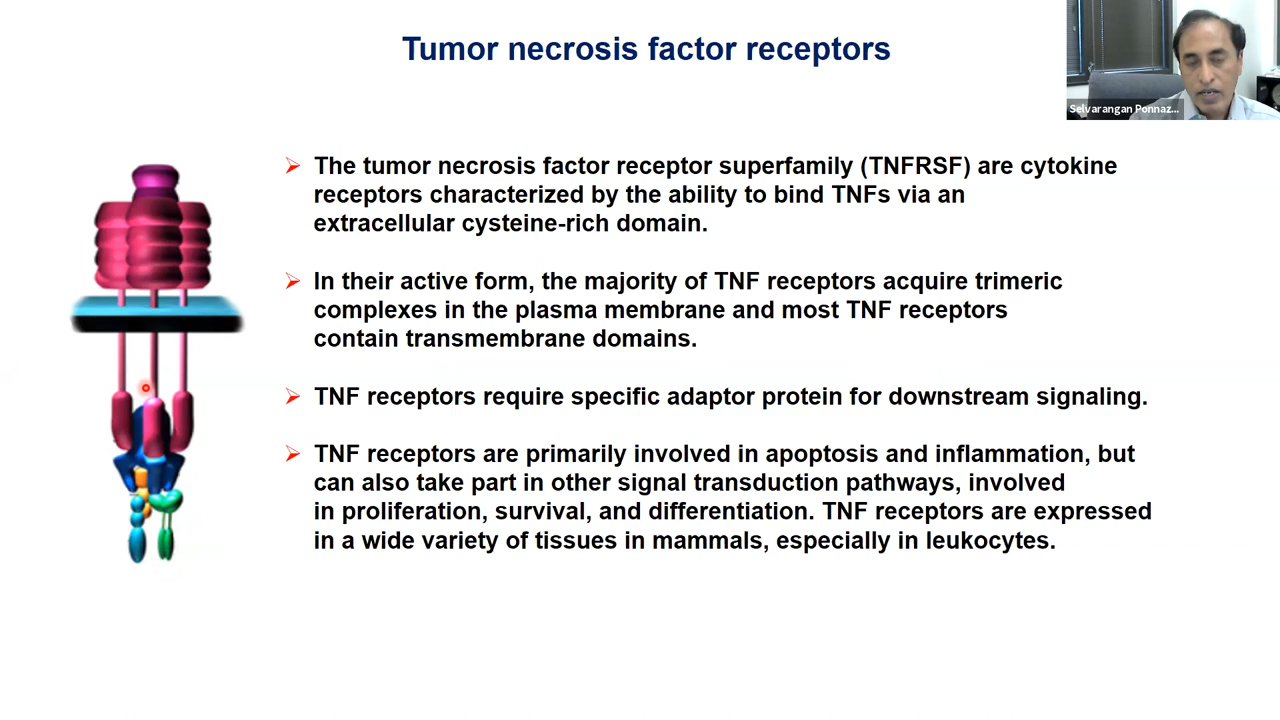 Tumor necrosis factor receptors
Selvarangan Ponnaz...
The tumor necrosis factor receptor superfamily (TNFRSF) are cytokine
receptors characterized by the ability to bind TNFs via an
extracellular cysteine-rich domain.
In their active form, the majority of TNF receptors acquire trimeric
complexes in the plasma membrane and most TNF receptors
contain transmembrane domains.
TNF receptors require specific adaptor protein for downstream signaling.
TNF receptors are primarily involved in apoptosis and inflammation, but
can also take part in other signal transduction pathways, involved
in proliferation, survival, and differentiation. TNF receptors are expressed
in a wide variety of tissues in mammals, especially in leukocytes.